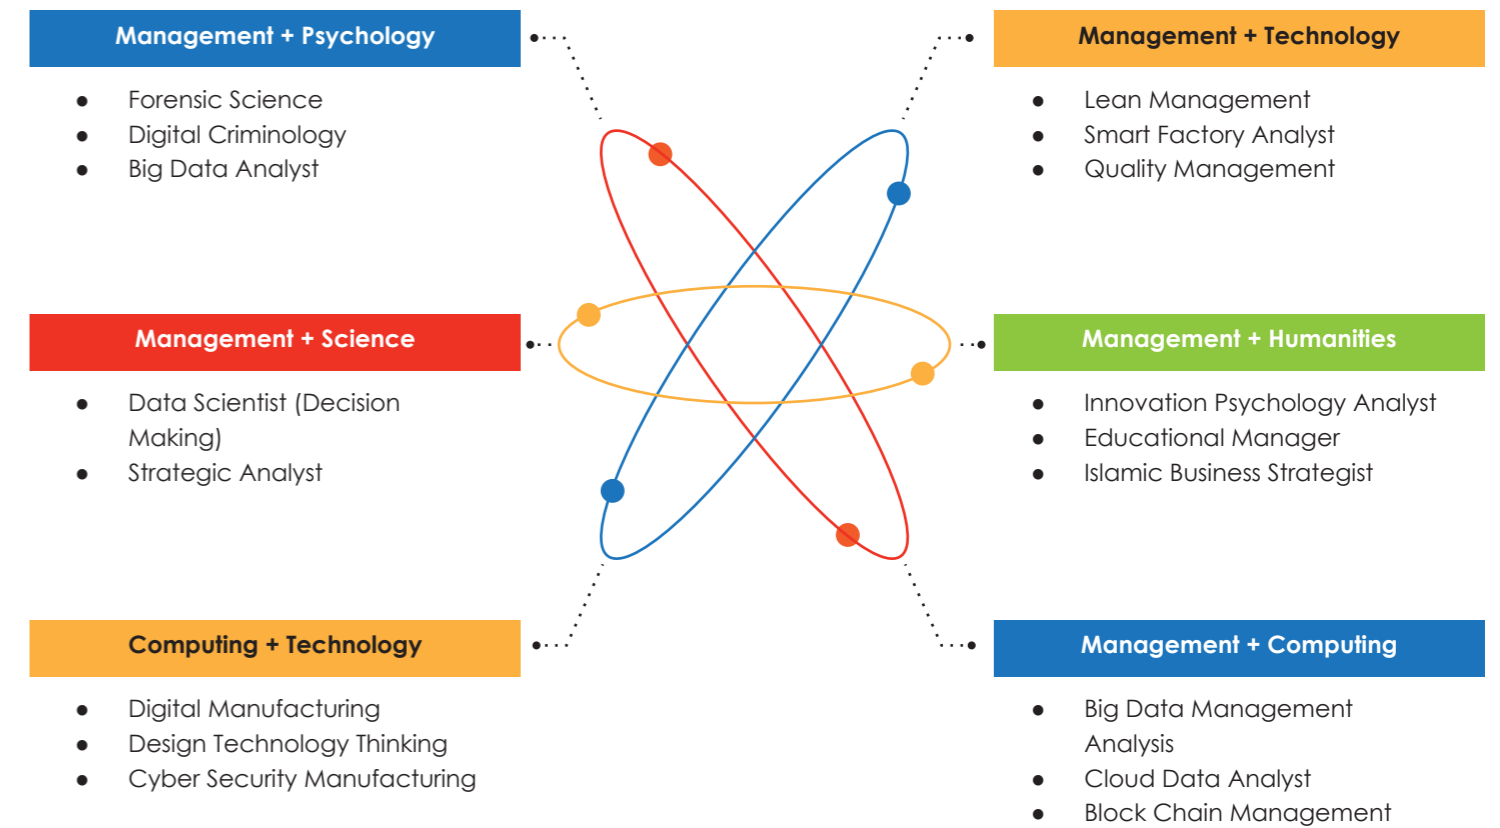 Management + Psychology
● Forensic Science
● Digital Criminology
● Big Data Analyst
Management + Technology
● Lean Management
● Smart Factory Analyst
● Quality Management
Management + Science
● Data Scientist (Decision
Making)
● Strategic Analyst
Management + Humanities
● Innovation Psychology Analyst
● Educational Manager
● Islamic Business Strategist
Computing + Technology
● Digital Manufacturing
● Design Technology Thinking
● Cyber Security Manufacturing
Management + Computing
● Big Data Management
Analysis
● Cloud Data Analyst
● Block Chain Management